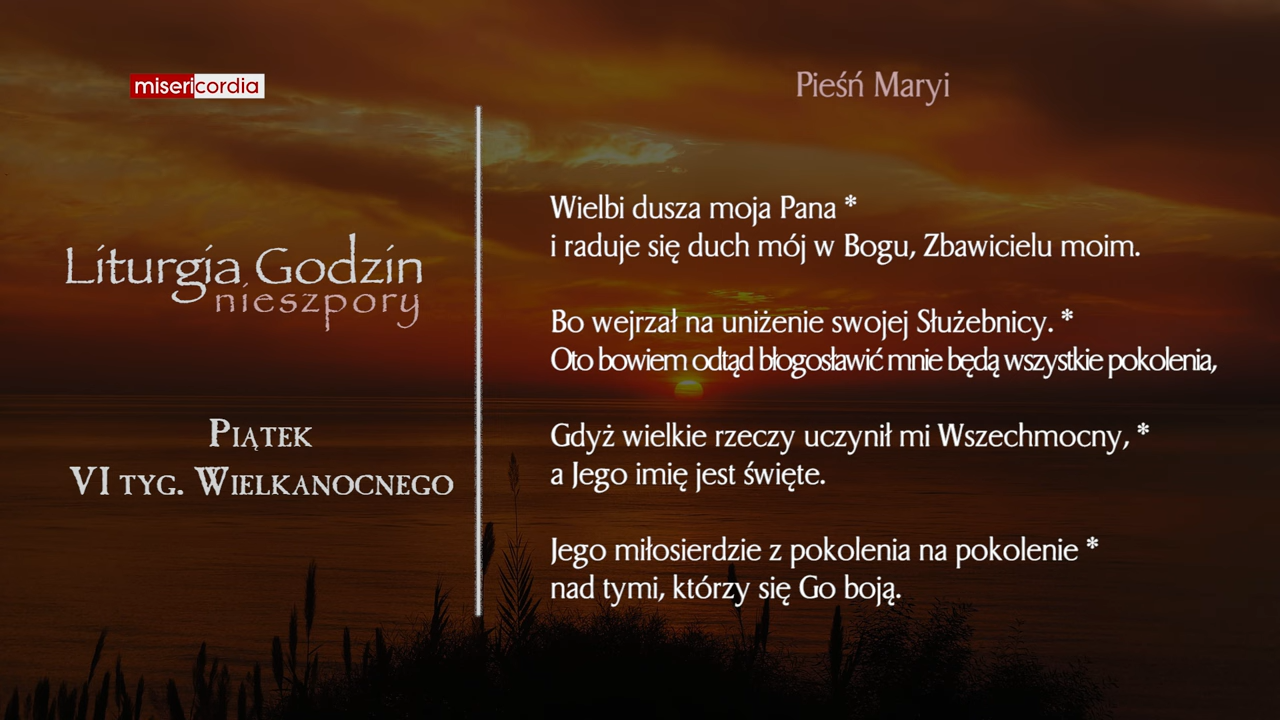 misericordia
Pieśń Maryi
Liturgia Godzin
nieszpory
Piątek
VI tyg. Wielkanocnego
Wielbi dusza moja Pana *
i raduje się duch mój w Bogu, Zbawicielu moim.
Bo wejrzał na uniżenie swojej Służebnicy. *
Oto bowiem odtąd błogosławić mnie będą wszystkie pokolenia,
Gdyż wielkie rzeczy uczynił mi Wszechmocny, *
a Jego imię jest święte.
Jego miłosierdzie z pokolenia na pokolenie *
nad tymi, którzy się Go boją.